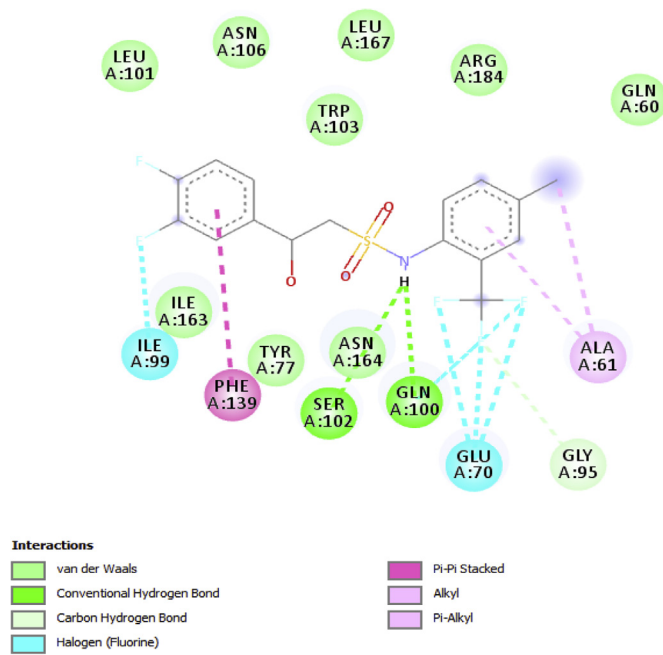 LEU
A:101
ASN
A:106
LEU
A:167
ARG
A:184
GLN
A:60
TRP
A:103
F
F
O
S
O
O
N
H
F
F
F
ILE
A:163
ILE
A:99
PHE
A:139
TYR
A:77
ASN
A:164
SER
A:102
GLN
A:100
GLU
A:70
ALA
A:61
GLY
A:95
Interactions
van der Waals
Conventional Hydrogen Bond
Carbon Hydrogen Bond
Halogen (Fluorine)
Pi-Pi Stacked
Alkyl
Pi-Alkyl